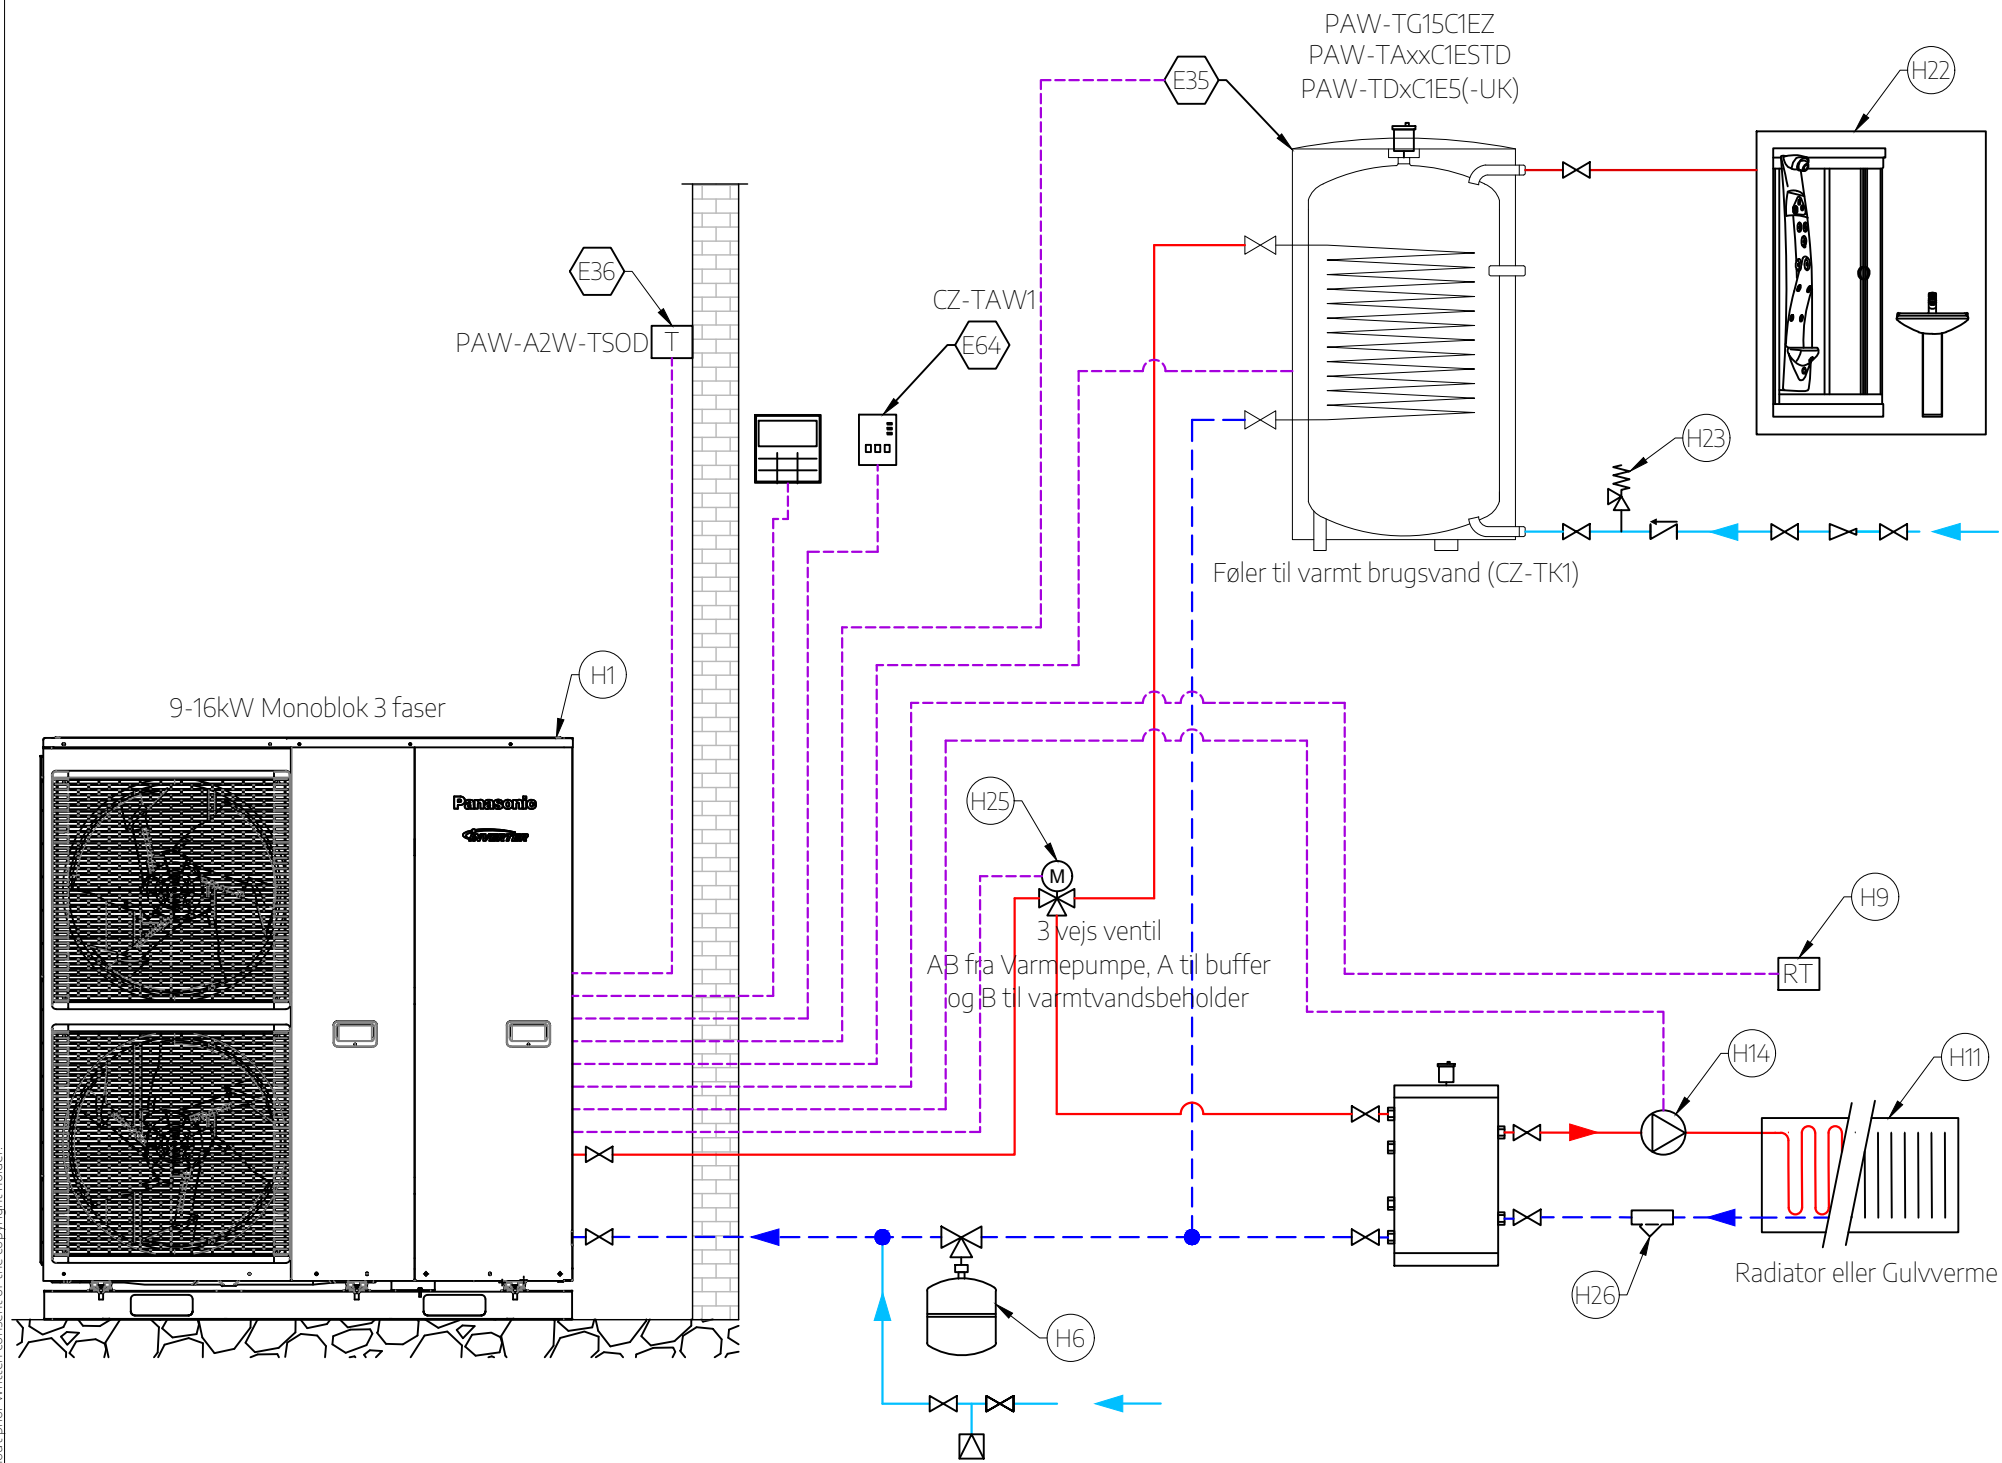 PAW-TG15C1EZ
PAW-TAxxC1ESTD
PAW-TDxC1E5(-UK)
E35
H22
E36
PAW-A2W-TSOD
T
CZ-TAW1
E64
H23
Føler til varmt brugsvand (CZ-TK1)
H1
9-16kW Monoblok 3 faser
Panasonic
INVERTER
H25
M
3 vejs ventil
AB fra Varmepumpe, A til buffer
og B til varmtvandsbeholder
H9
RT
H14
H11
Radiator eller Gulvverme
H26
H6